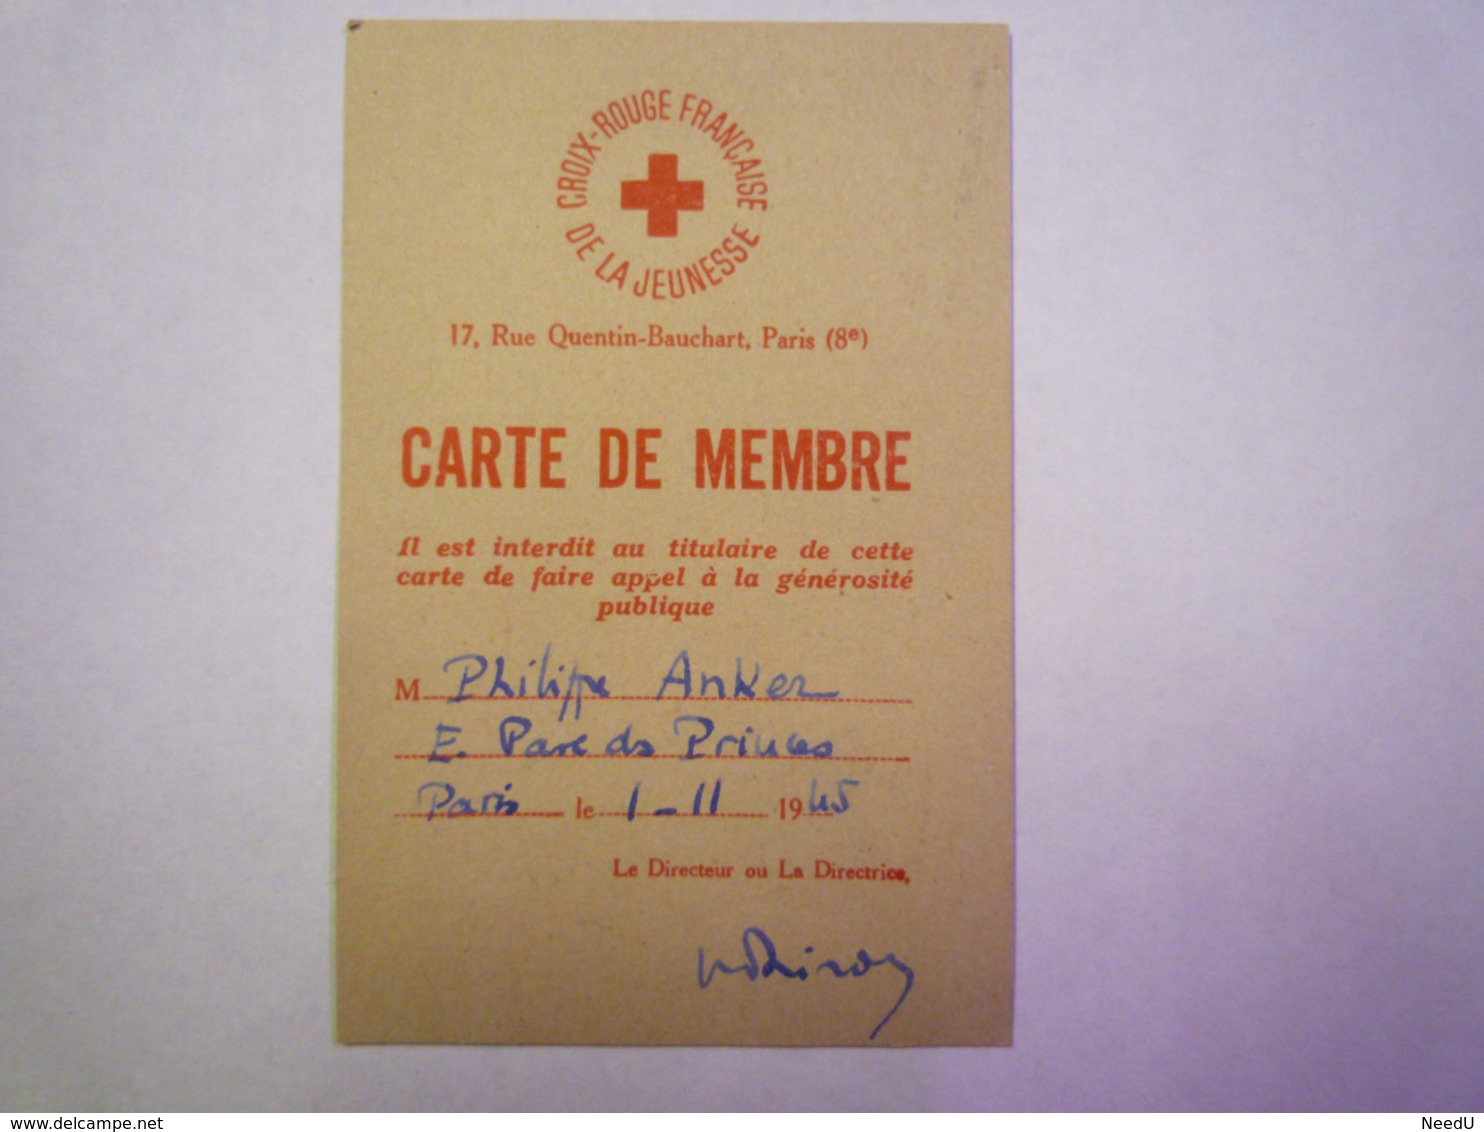 CROIX-ROUGE FRANÇAISE
DE LA JEUNESSE
17, Rue Quentin-Bauchart, Paris (8e)
CARTE DE MEMBRE
Il est interdit au titulaire de cette
carte de faire appel à la générosité
publique
M Philippe Anker
E. Parc des Princes
Paris le 1-11 1945
Le Directeur ou La Directrice,
www.delcampe.net
NeedU